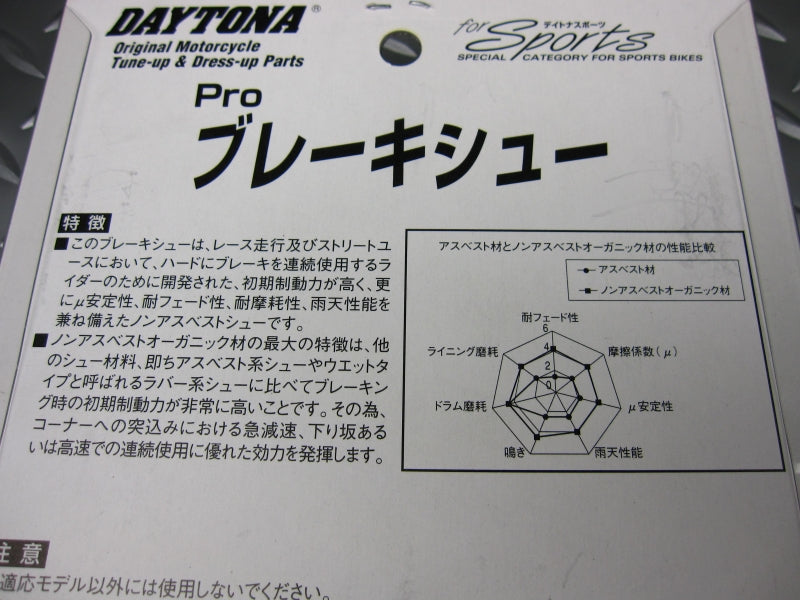 DAYTONA®
Original Motorcycle
Tune-up & Dress-up Parts
デイトナスポーツ
for Sports
SPECIAL CATEGORY FOR SPORTS BIKES
Pro
ブレーキシュー
特徴
■このブレーキシューは、レース走行及びストリートユ
ースにおいて、ハードにブレーキを連続使用するラ
イダーのために開発された、初期制動力が高く、更
にμ安定性、耐フェード性、耐摩耗性、雨天性能を
兼ね備えたノンアスベストシューです。
■ノンアスベストオーガニック材の最大の特徴は、他
のシュー材料、即ちアスベスト系シューやウエットタ
イプと呼ばれるラバー系シューに比べてブレーキン
グ時の初期制動力が非常に高いことです。その為、
コーナーへの突込みにおける急減速、下り坂ある
いは高速での連続使用に優れた効力を発揮します。
アスベスト材とノンアスベストオーガニック材の性能比較
アスベスト材
ノンアスベストオーガニック材
耐フェード性
6
4
2
0
ライニング磨耗
摩擦係数(μ)
ドラム磨耗
μ安定性
鳴き
雨天性能
注意
適応モデル以外には使用しないでください。